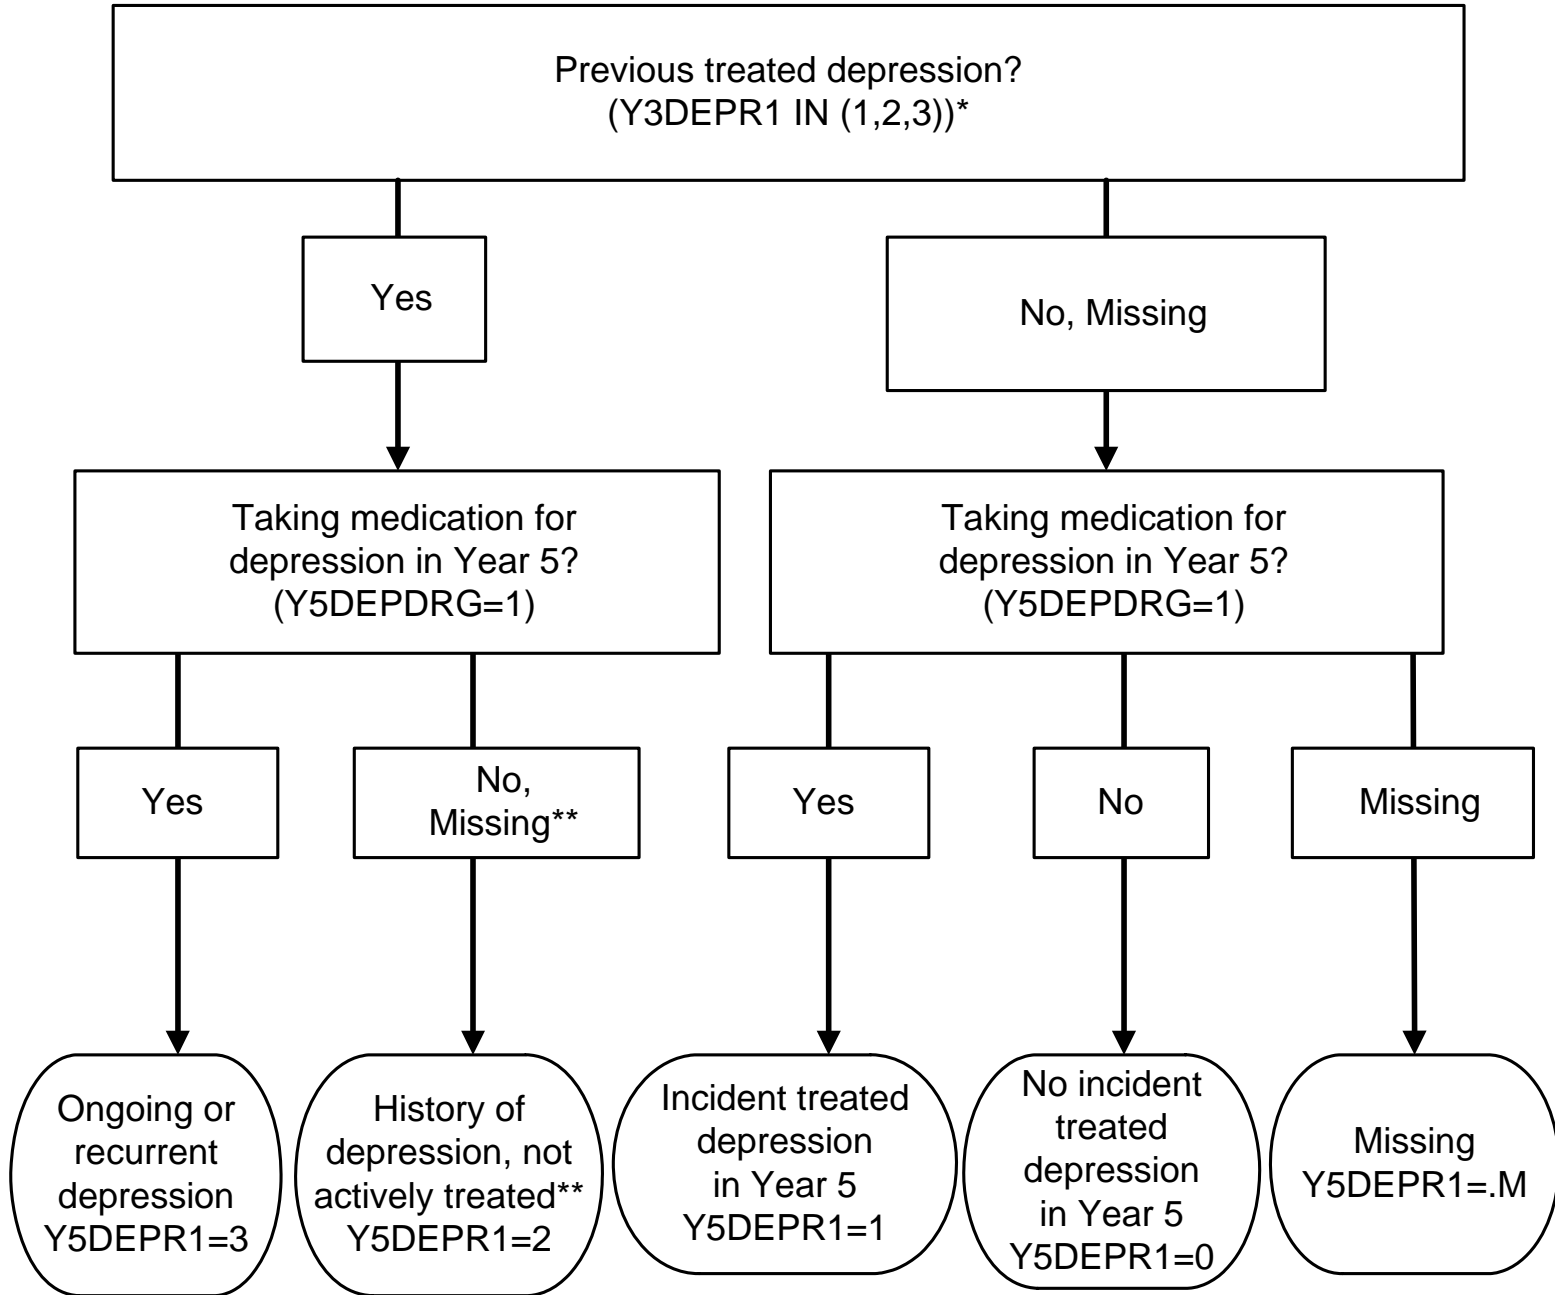 Previous treated depression?
(Y3DEPR1 IN (1,2,3))*
Yes
No, Missing
Taking medication for
depression in Year 5?
(Y5DEPDRG=1)
Taking medication for
depression in Year 5?
(Y5DEPDRG=1)
Yes
No,
Missing**
Yes
No
Missing
Ongoing or
recurrent
depression
Y5DEPR1=3
History of
depression, not
actively treated**
Y5DEPR1=2
Incident treated
depression
in Year 5
Y5DEPR1=1
No incident
treated
depression
in Year 5
Y5DEPR1=0
Missing
Y5DEPR1=.M